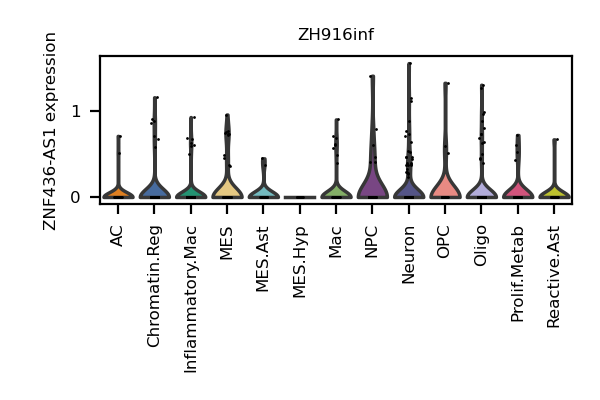 ZH916inf
ZNF436-AS1 expression
1
0
AC
Chromatin.Reg
Inflammatory.Mac
MES
MES.Ast
MES.Hyp
Mac
NPC
Neuron
OPC
Oligo
Prolif.Metab
Reactive.Ast